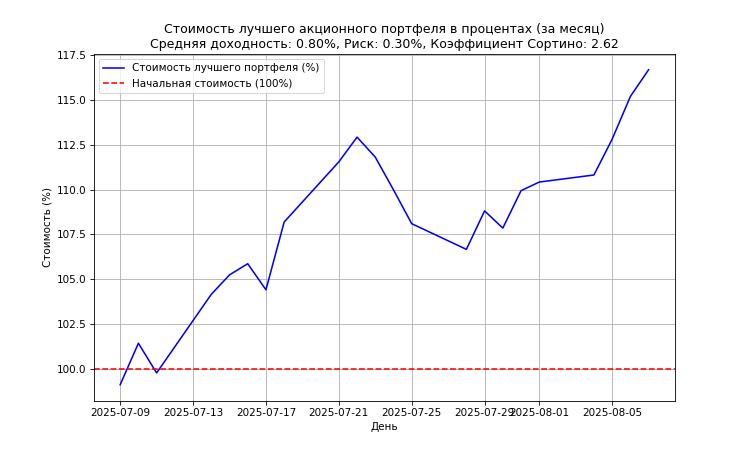 Стоимость лучшего акционного портфеля в процентах (за месяц)
Средняя доходность: 0.80%, Риск: 0.30%, Коэффициент Сортино: 2.62
Стоимость лучшего портфеля (%)
Начальная стоимость (100%)
Стоимость (%)
117.5
115.0
112.5
110.0
107.5
105.0
102.5
100.0
2025-07-09 2025-07-13 2025-07-17 2025-07-21 2025-07-25 2025-07-29 2025-08-01 2025-08-05
День